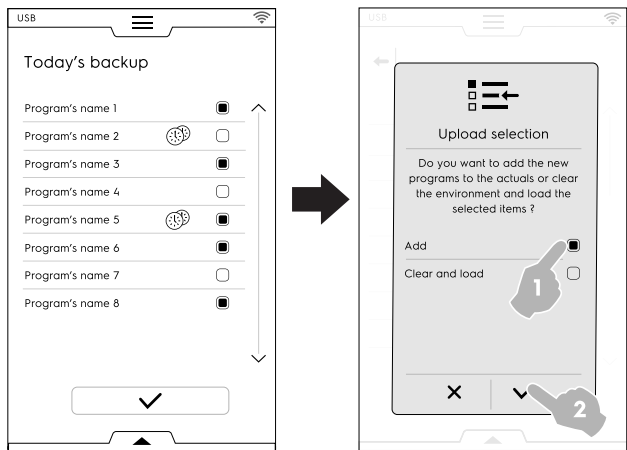 USB
Today's backup
Program's name 1
Program's name 2
Program's name 3
Program's name 4
Program's name 5
Program's name 6
Program's name 7
Program's name 8
USB
Upload selection
Do you want to add the new
programs to the actuals or clear
the environment and load the
selected items ?
Add
Clear and load
1
2